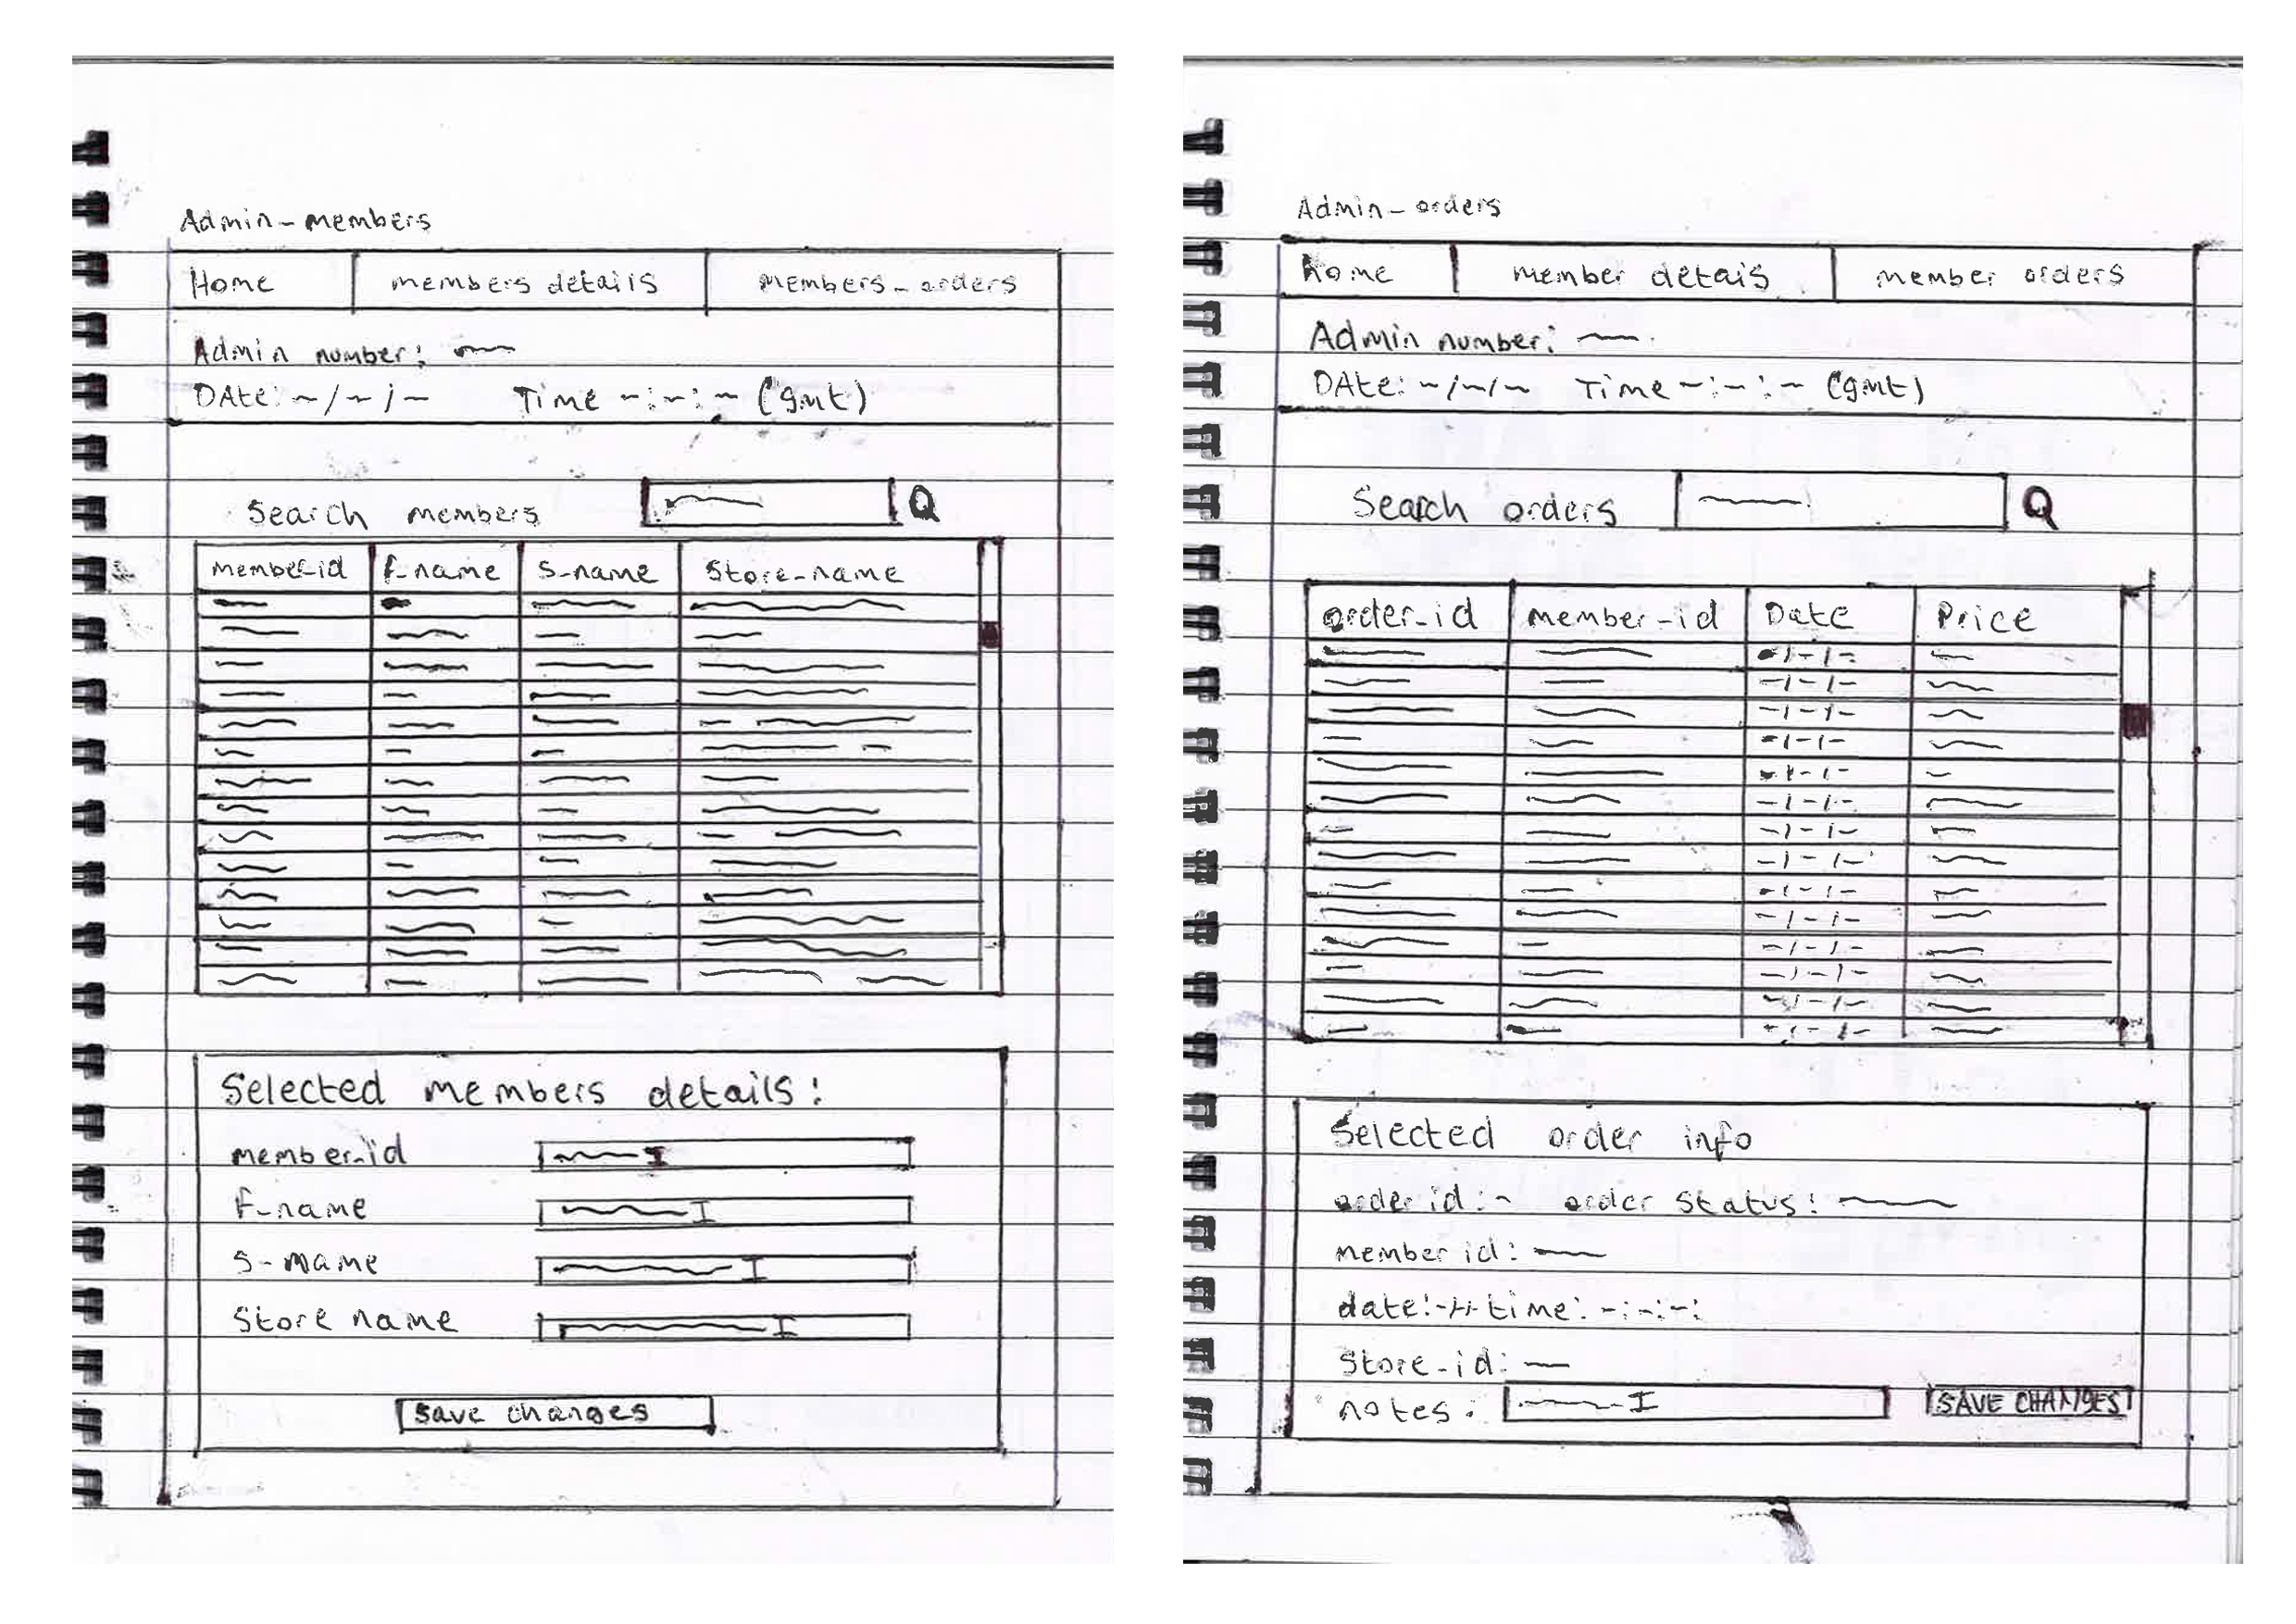 Admin-members
Home members details Members-orders
Admin number:
DAte: ~/~/~ Time ~:~:~ (gmt)
Search members Q
member-id f-name s-name Store-name
Selected members details:
member-id
f-name
s-name
Store name
Save changes
Admin-orders
home member detais member orders
Admin number:
DAte: ~/~/~ Time ~:~:~ (gmt)
Search orders Q
order-id member-id Date Price
Selected order info
order id: ~ order status:
member id:
date: -/-/- time: -:-:-:
Store-id:
notes: SAVE CHANGES